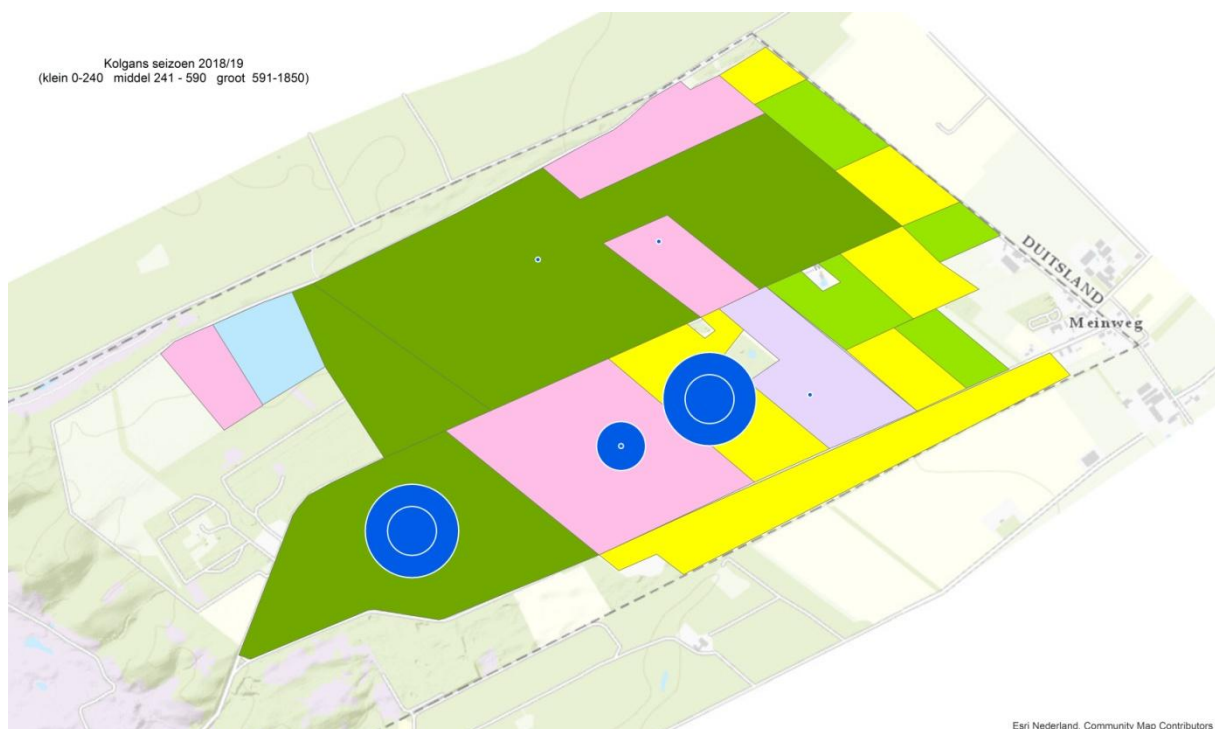 Kolgans seizoen 2018/19
(klein 0-240 middel 241 - 590 groot 591-1850)
DUITSLAND
Meinweg
Esri Nederland, Community Map Contributors